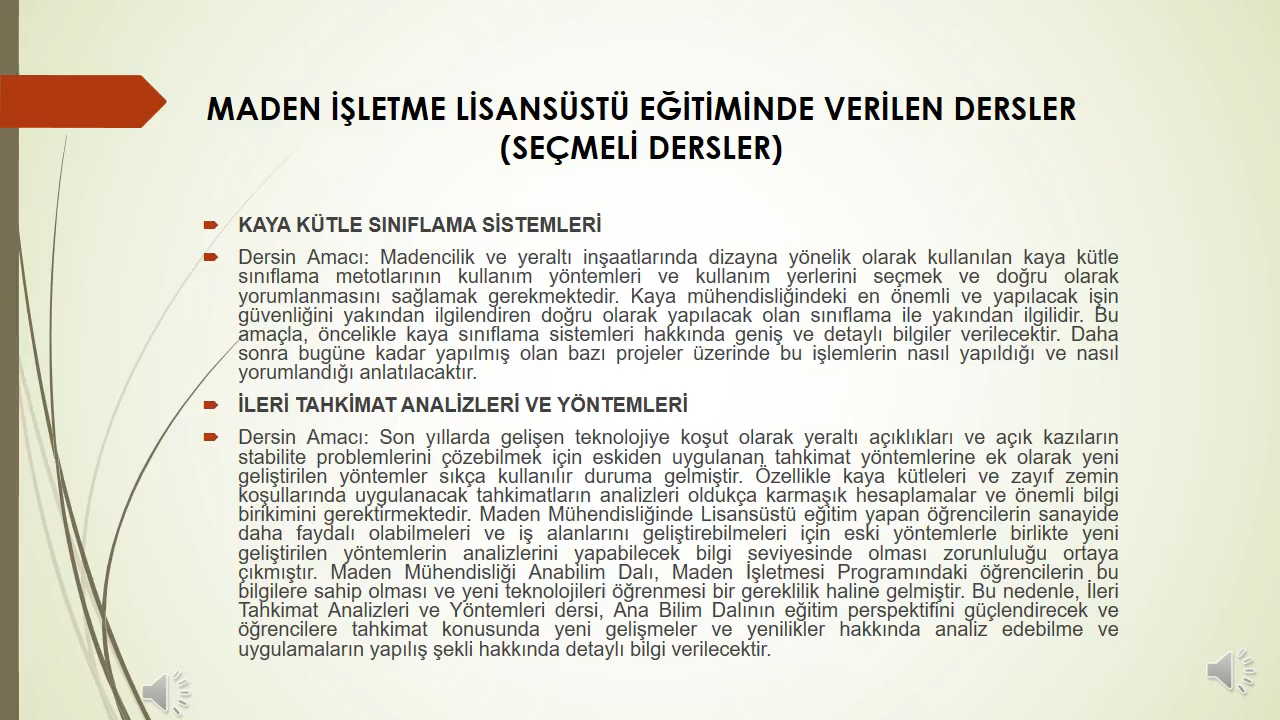 MADEN İŞLETME LİSANSÜSTÜ EĞİTİMİNDE VERİLEN DERSLER
(SEÇMELİ DERSLER)
KAYA KÜTLE SINIFLAMA SİSTEMLERİ
Dersin Amacı: Madencilik ve yeraltı inşaatlarında dizayna yönelik olarak kullanılan kaya kütle
sınıflama metotlarının kullanım yöntemleri ve kullanım yerlerini seçmek ve doğru olarak
yorumlanmasını sağlamak gerekmektedir. Kaya mühendisliğindeki en önemli ve yapılacak işin
güvenliğini yakından ilgilendiren doğru olarak yapılacak olan sınıflama ile yakından ilgilidir. Bu
amaçla, öncelikle kaya sınıflama sistemleri hakkında geniş ve detaylı bilgiler verilecektir. Daha
sonra bugüne kadar yapılmış olan bazı projeler üzerinde bu işlemlerin nasıl yapıldığı ve nasıl
yorumlandığı anlatılacaktır.
İLERİ TAHKİMAT ANALİZLERİ VE YÖNTEMLERİ
Dersin Amacı: Son yıllarda gelişen teknolojiye koşut olarak yeraltı açıklıkları ve açık kazıların
stabilite problemlerini çözebilmek için eskiden uygulanan tahkimat yöntemlerine ek olarak yeni
geliştirilen yöntemler sıkça kullanılır duruma gelmiştir. Özellikle kaya kütleleri ve zayıf zemin
koşullarında uygulanacak tahkimatların analizleri oldukça karmaşık hesaplamalar ve önemli bilgi
birikimini gerektirmektedir. Maden Mühendisliğinde Lisansüstü eğitim yapan öğrencilerin sanayide
daha faydalı olabilmeleri ve iş alanlarını geliştirebilmeleri için eski yöntemlerle birlikte yeni
geliştirilen yöntemlerin analizlerini yapabilecek bilgi seviyesinde olması zorunluluğu ortaya
çıkmıştır. Maden Mühendisliği Anabilim Dalı, Maden İşletmesi Programındaki öğrencilerin bu
bilgilere sahip olması ve yeni teknolojileri öğrenmesi bir gereklilik haline gelmiştir. Bu nedenle, İleri
Tahkimat Analizleri ve Yöntemleri dersi, Ana Bilim Dalının eğitim perspektifini güçlendirecek ve
öğrencilere tahkimat konusunda yeni gelişmeler ve yenilikler hakkında analiz edebilme ve
uygulamaların yapılış şekli hakkında detaylı bilgi verilecektir.